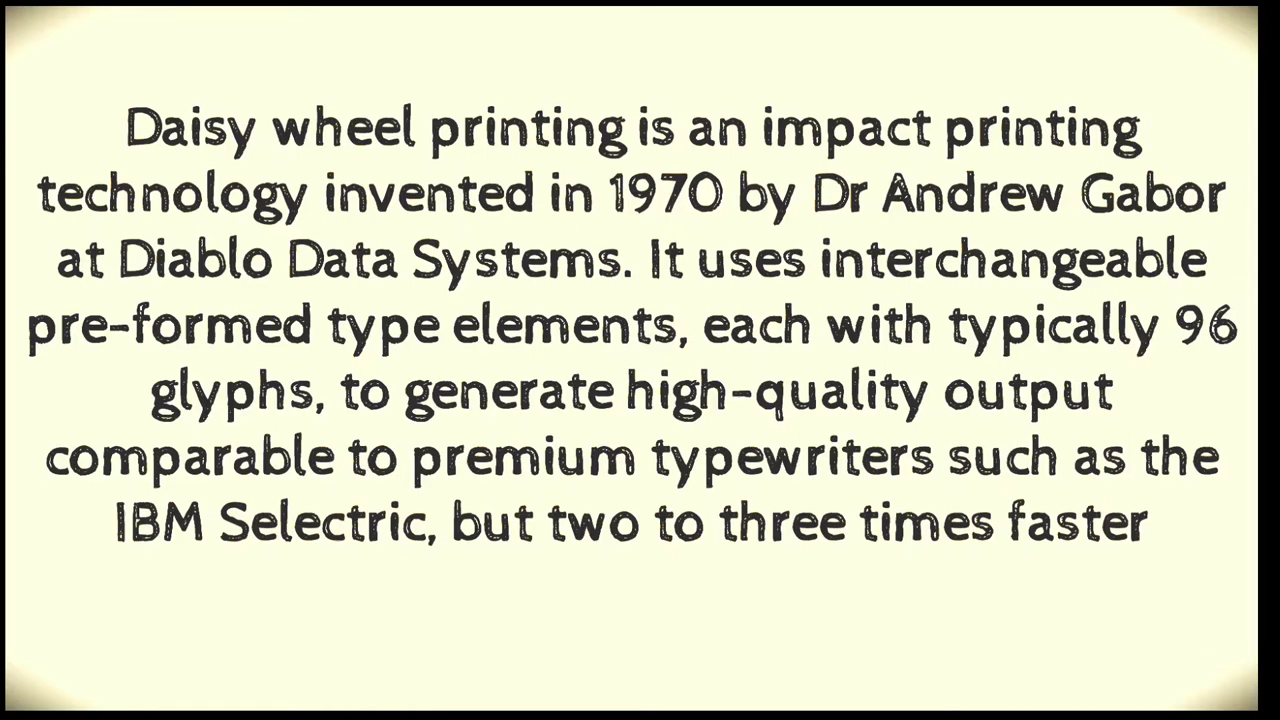 Daisy wheel printing is an impact printing
technology invented in 1970 by Dr Andrew Gabor
at Diablo Data Systems. It uses interchangeable
pre-formed type elements, each with typically 96
glyphs, to generate high-quality output
comparable to premium typewriters such as the
IBM Selectric, but two to three times faster